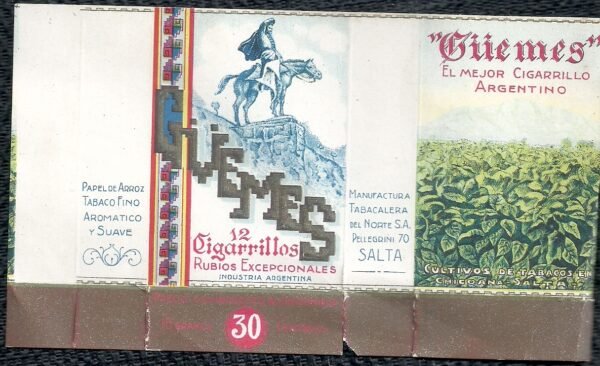 PAPEL DE ARROZ
TABACO FINO
AROMATICO
Y SUAVE
GÜEMES
12
Cigarrillos
RUBIOS EXCEPCIONALES
INDUSTRIA ARGENTINA
30
MANUFACTURA
TABACALERA
DEL NORTE S.A.
PELLEGRINI 70
SALTA
"Güemes"
EL MEJOR CIGARRILLO
ARGENTINO
CULTIVOS DE TABACOS EN
CHICOANA SALTA